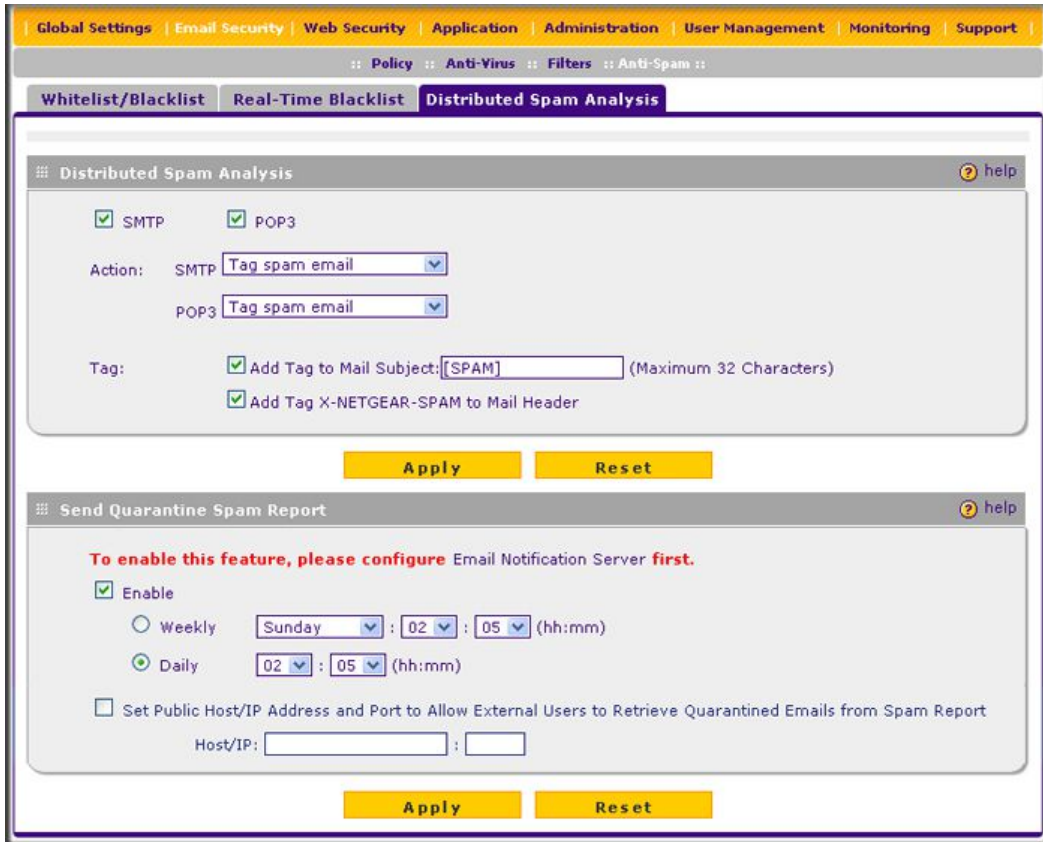 Global Settings | Email Security | Web Security | Application | Administration | User Management | Monitoring | Support
:: Policy :: Anti-Virus :: Filters :: Anti-Spam ::
Whitelist/Blacklist Real-Time Blacklist Distributed Spam Analysis
Distributed Spam Analysis ? help
SMTP POP3
Action: SMTP Tag spam email
POP3 Tag spam email
Tag: Add Tag to Mail Subject: [SPAM] (Maximum 32 Characters)
Add Tag X-NETGEAR-SPAM to Mail Header
Apply Reset
Send Quarantine Spam Report ? help
To enable this feature, please configure Email Notification Server first.
Enable
Weekly Sunday : 02 : 05 (hh:mm)
Daily 02 : 05 (hh:mm)
Set Public Host/IP Address and Port to Allow External Users to Retrieve Quarantined Emails from Spam Report
Host/IP: :
Apply Reset